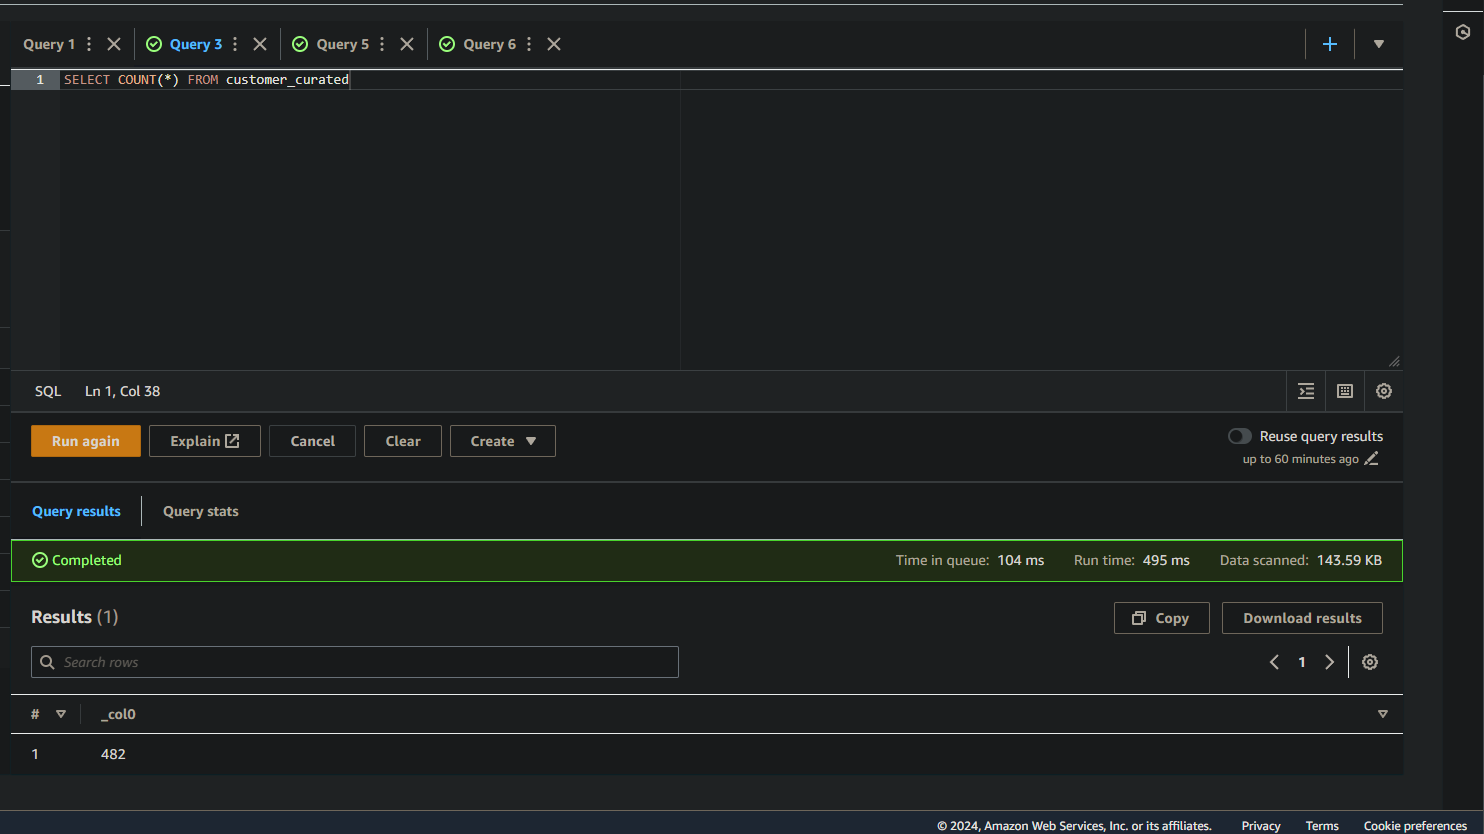 Query 1 Query 3 Query 5 Query 6
1 SELECT COUNT(*) FROM customer_curated
SQL Ln 1, Col 38
Run again Explain Cancel Clear Create Reuse query results
up to 60 minutes ago
Query results Query stats
Completed Time in queue: 104 ms Run time: 495 ms Data scanned: 143.59 KB
Results (1) Copy Download results
Search rows 1
# _col0
1 482
© 2024, Amazon Web Services, Inc. or its affiliates. Privacy Terms Cookie preferences